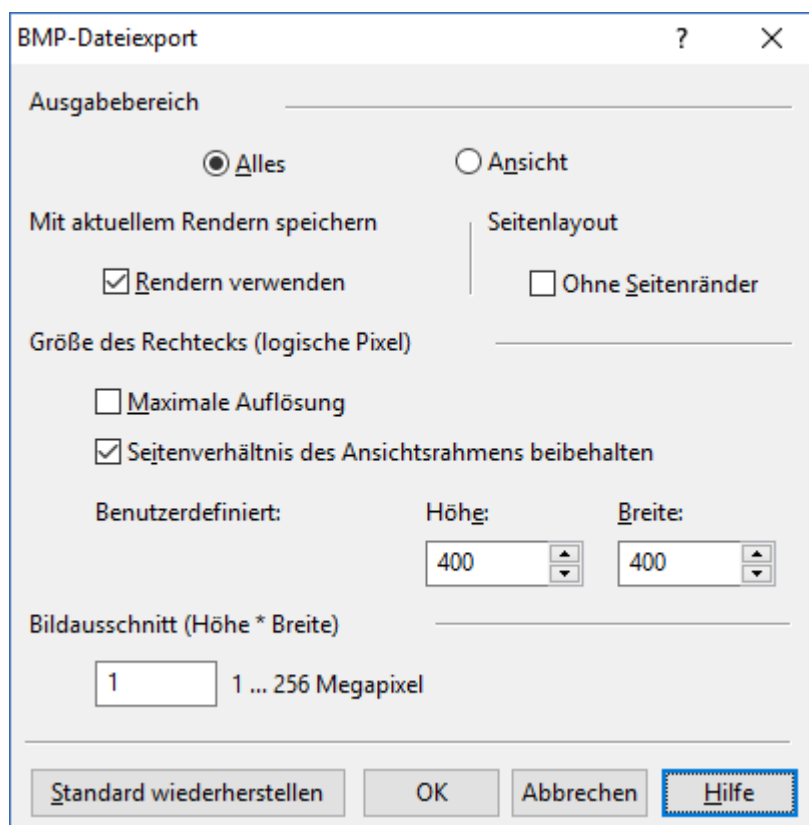 BMP-Dateiexport ?
Ausgabebereich
Alles Ansicht
Mit aktuellem Rendern speichern Seitenlayout
Rendern verwenden Ohne Seitenränder
Größe des Rechtecks (logische Pixel)
Maximale Auflösung
Seitenverhältnis des Ansichtsrahmens beibehalten
Benutzerdefiniert: Höhe: Breite:
400 400
Bildausschnitt (Höhe * Breite)
1 1 ... 256 Megapixel
Standard wiederherstellen OK Abbrechen Hilfe